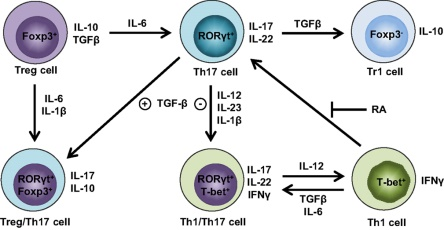 Foxp3⁺
IL-10
TGFβ
Treg cell
IL-6
RORγt⁺
IL-17
IL-22
Th17 cell
TGFβ
Foxp3⁻
IL-10
Tr1 cell
IL-6
IL-1β
+ TGF-β -
IL-12
IL-23
IL-1β
RA
RORγt⁺
Foxp3⁺
IL-17
IL-10
Treg/Th17 cell
RORγt⁺
T-bet⁺
IL-17
IL-22
IFNγ
Th1/Th17 cell
IL-12
TGFβ
IL-6
T-bet⁺
IFNγ
Th1 cell